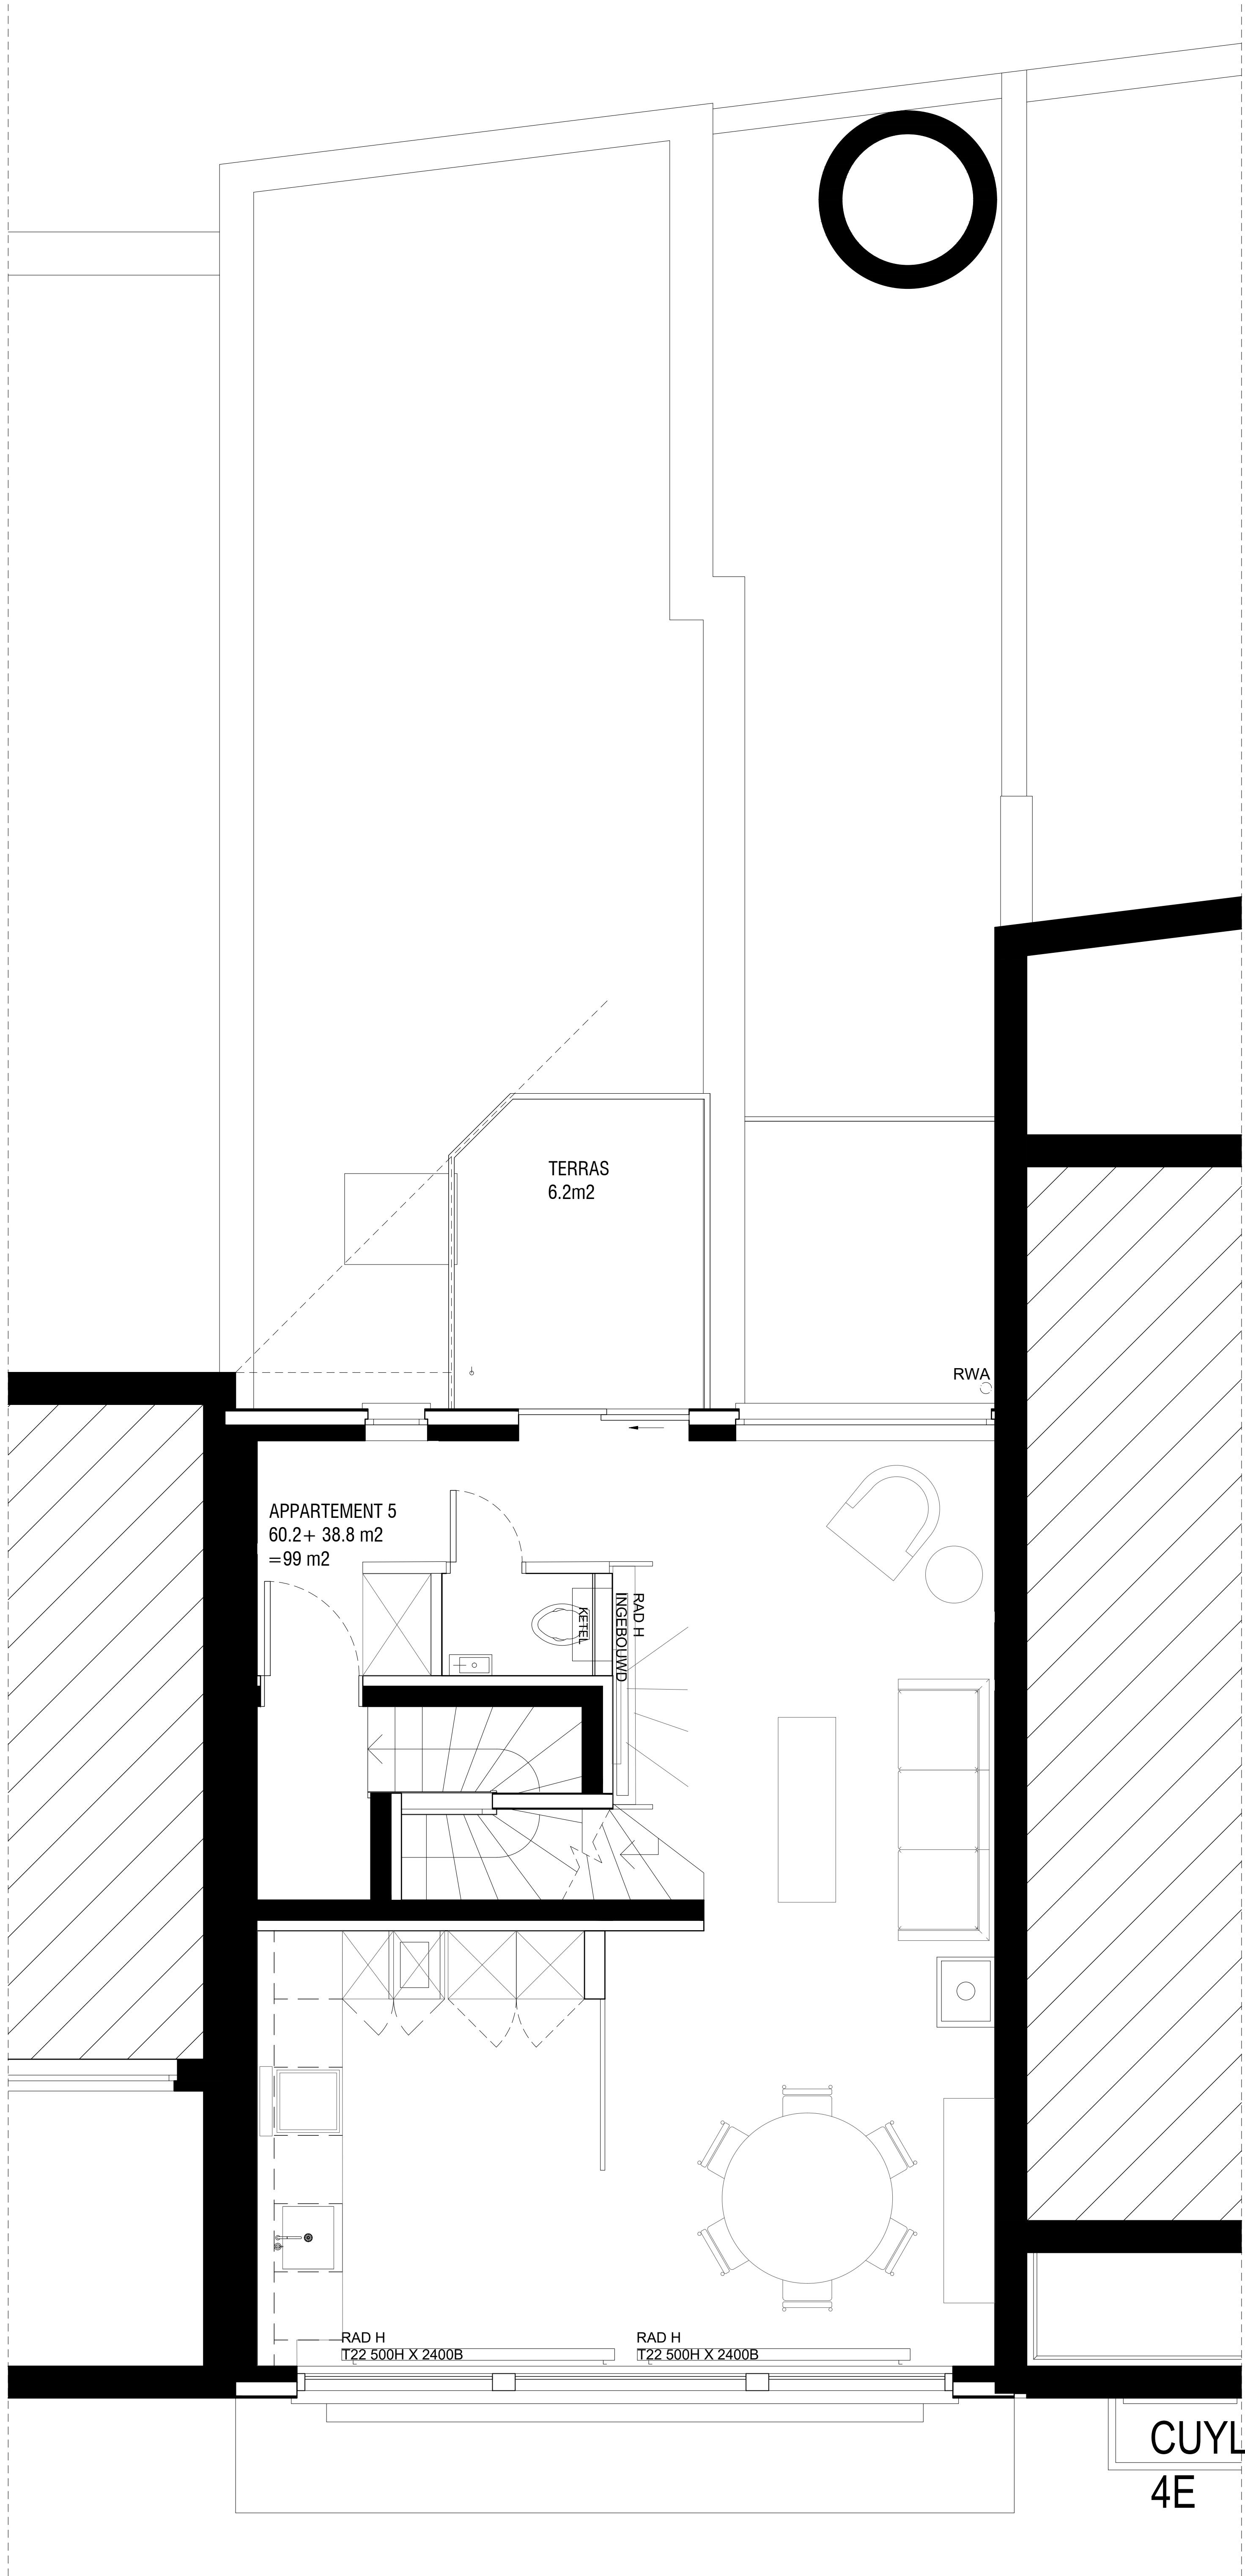 TERRAS
6.2m2
RWA
APPARTEMENT 5
60.2+ 38.8 m2
=99 m2
KETEL
RAD H
INGEBOUWD
RAD H
T22 500H X 2400B
RAD H
T22 500H X 2400B
CUYL
4E